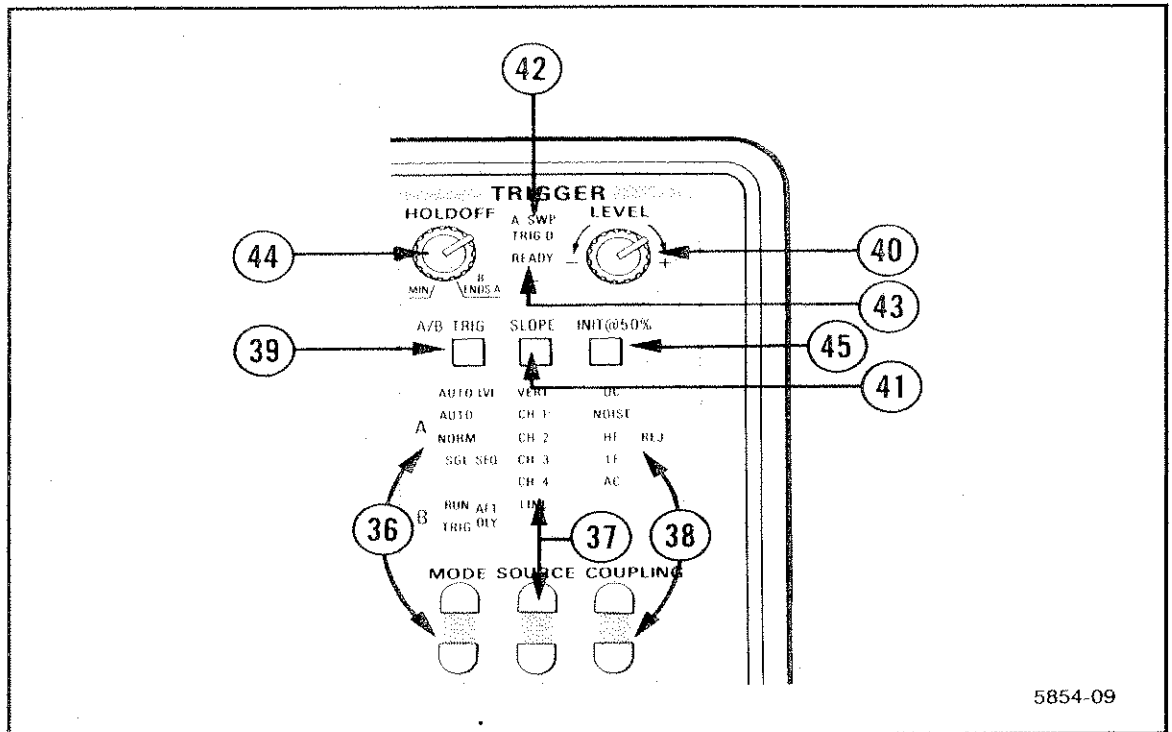 42
TRIGGER
HOLDOFF
A SWP
TRIG'D
READY
LEVEL
− +
44
40
MIN
B
ENDS A
43
A/B TRIG SLOPE INIT@50%
39
45
41
AUTO LVL VERT DC
AUTO CH 1 NOISE
A
NORM CH 2 HF REJ
SGL SEQ CH 3 LF
CH 4 AC
B
RUN AFT LINE
TRIG DLY
36
37
38
MODE SOURCE COUPLING
5854-09